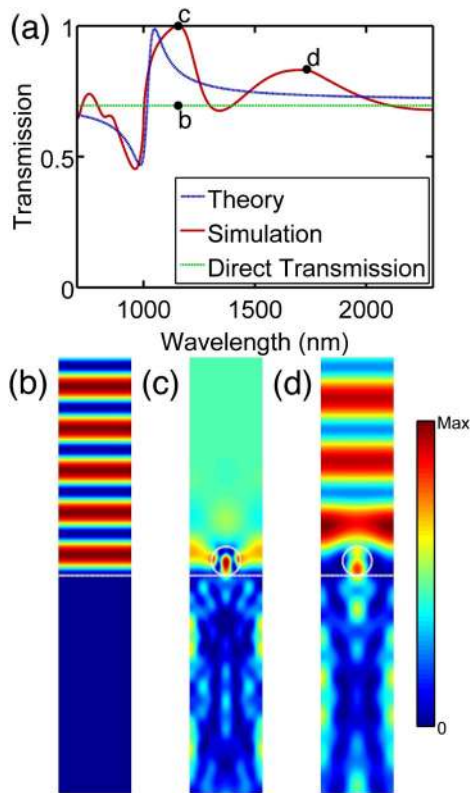 (a)
c
d
b
1
0.5
0
Transmission
Theory
Simulation
Direct Transmission
1000 1500 2000
Wavelength (nm)
(b) (c) (d)
Max
0